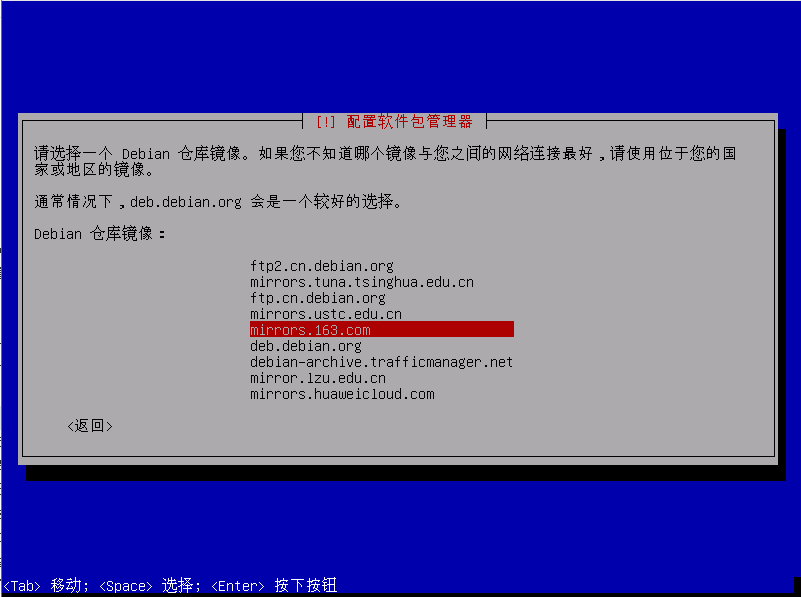 [!] 配置软件包管理器
请选择一个 Debian 仓库镜像。如果您不知道哪个镜像与您之间的网络连接最好,请使用位于您的国
家或地区的镜像。
通常情况下,deb.debian.org 会是一个较好的选择。
Debian 仓库镜像：
ftp2.cn.debian.org
mirrors.tuna.tsinghua.edu.cn
ftp.cn.debian.org
mirrors.ustc.edu.cn
mirrors.163.com
deb.debian.org
debian-archive.trafficmanager.net
mirror.lzu.edu.cn
mirrors.huaweicloud.com
<返回>
<Tab> 移动; <Space> 选择; <Enter> 按下按钮